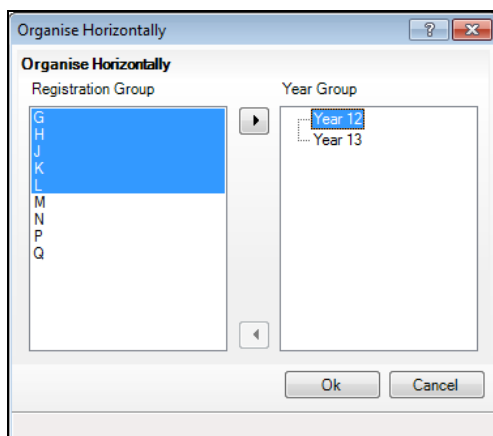 Organise Horizontally
Organise Horizontally
Registration Group
Year Group
G
H
J
K
L
M
N
P
Q
Year 12
Year 13
Ok
Cancel